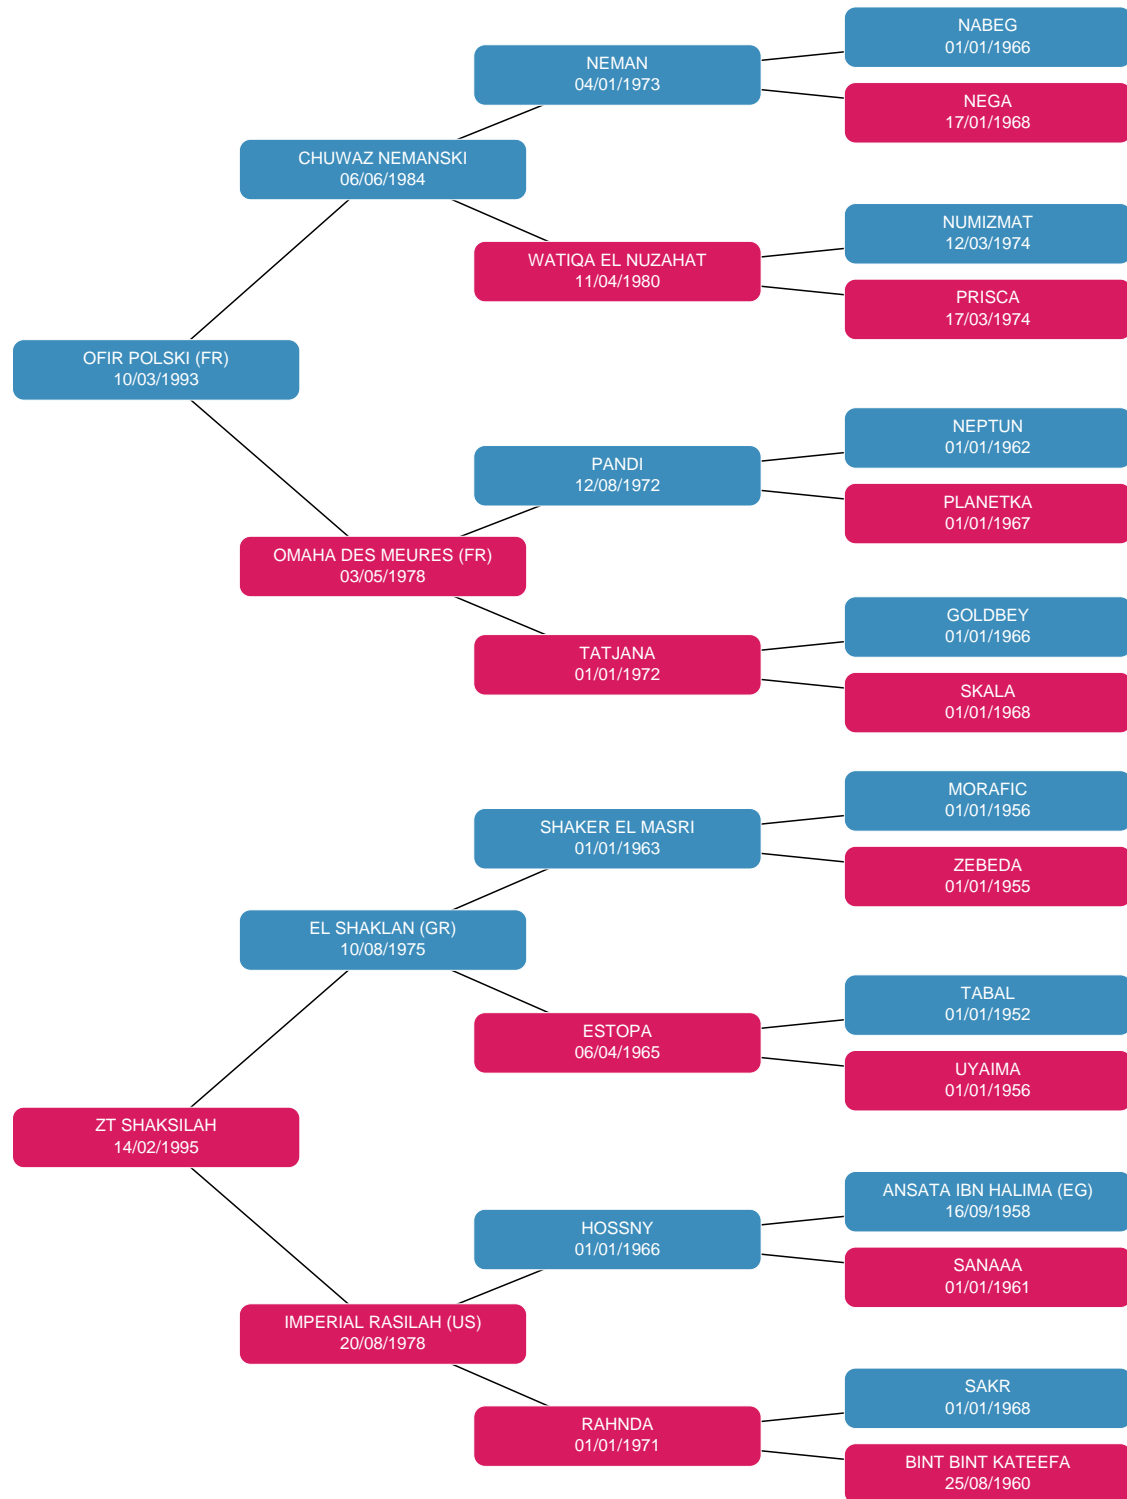 NABEG
01/01/1966
NEMAN
04/01/1973
NEGA
17/01/1968
CHUWAZ NEMANSKI
06/06/1984
NUMIZMAT
12/03/1974
WATIQA EL NUZAHAT
11/04/1980
PRISCA
17/03/1974
OFIR POLSKI (FR)
10/03/1993
NEPTUN
01/01/1962
PANDI
12/08/1972
PLANETKA
01/01/1967
OMAHA DES MEURES (FR)
03/05/1978
GOLDBEY
01/01/1966
TATJANA
01/01/1972
SKALA
01/01/1968
MORAFIC
01/01/1956
SHAKER EL MASRI
01/01/1963
ZEBEDA
01/01/1955
EL SHAKLAN (GR)
10/08/1975
TABAL
01/01/1952
ESTOPA
06/04/1965
UYAIMA
01/01/1956
ZT SHAKSILAH
14/02/1995
ANSATA IBN HALIMA (EG)
16/09/1958
HOSSNY
01/01/1966
SANAAA
01/01/1961
IMPERIAL RASILAH (US)
20/08/1978
SAKR
01/01/1968
RAHNDA
01/01/1971
BINT BINT KATEEFA
25/08/1960